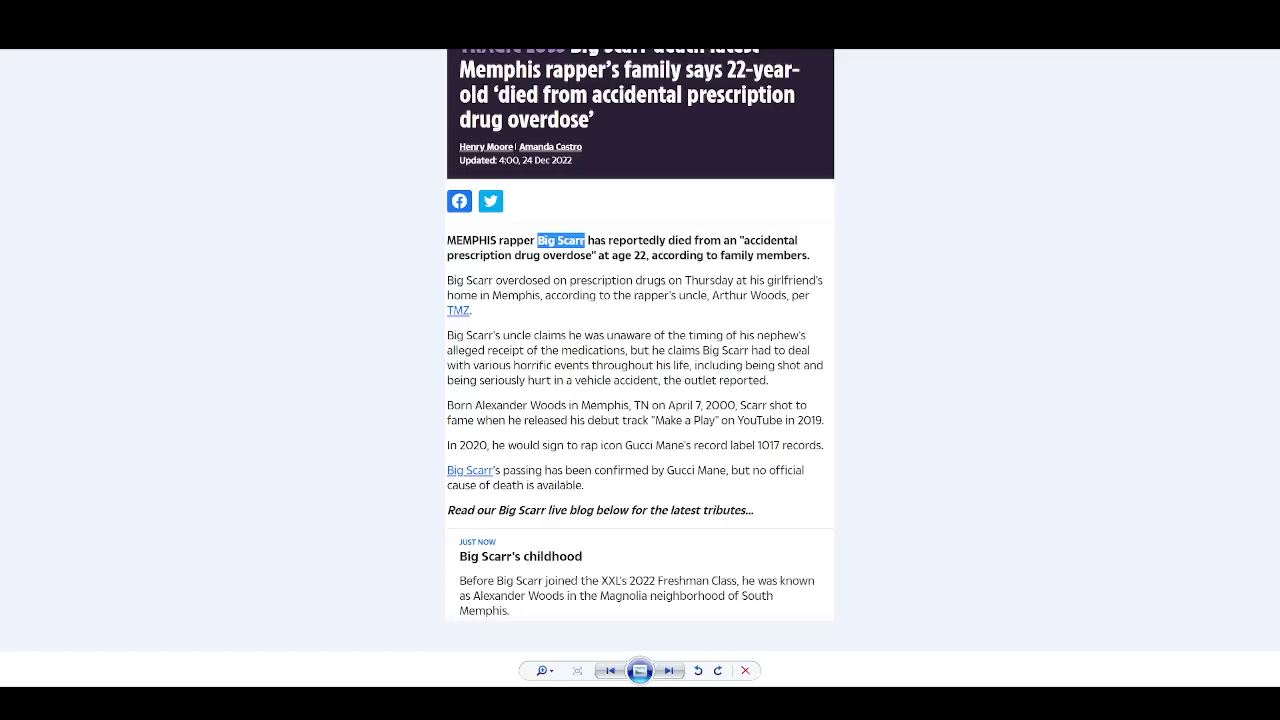 TRAGIC LOSS Big Scarr death latest
Memphis rapper's family says 22-year-
old ‘died from accidental prescription
drug overdose’
Henry Moore | Amanda Castro
Updated: 4:00, 24 Dec 2022
MEMPHIS rapper Big Scarr has reportedly died from an "accidental
prescription drug overdose" at age 22, according to family members.
Big Scarr overdosed on prescription drugs on Thursday at his girlfriend's
home in Memphis, according to the rapper's uncle, Arthur Woods, per
TMZ.
Big Scarr's uncle claims he was unaware of the timing of his nephew's
alleged receipt of the medications, but he claims Big Scarr had to deal
with various horrific events throughout his life, including being shot and
being seriously hurt in a vehicle accident, the outlet reported.
Born Alexander Woods in Memphis, TN on April 7, 2000, Scarr shot to
fame when he released his debut track "Make a Play" on YouTube in 2019.
In 2020, he would sign to rap icon Gucci Mane's record label 1017 records.
Big Scarr's passing has been confirmed by Gucci Mane, but no official
cause of death is available.
Read our Big Scarr live blog below for the latest tributes...
JUST NOW
Big Scarr's childhood
Before Big Scarr joined the XXL's 2022 Freshman Class, he was known
as Alexander Woods in the Magnolia neighborhood of South
Memphis.